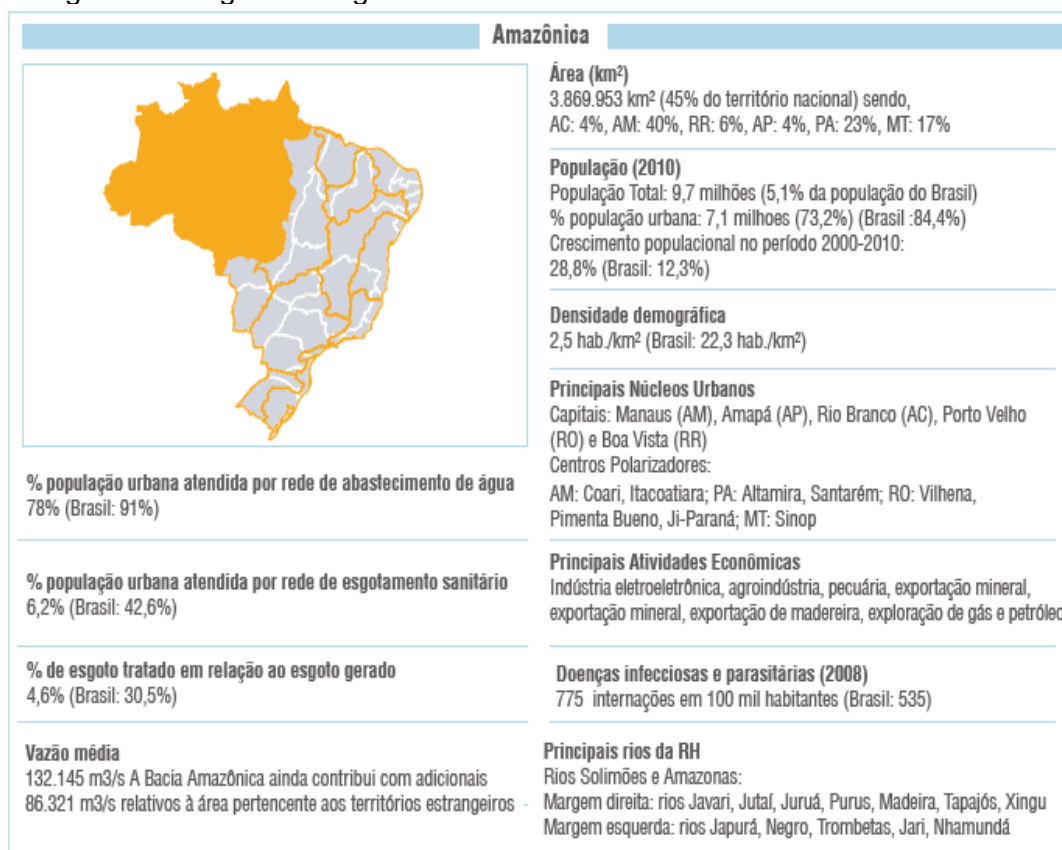 Amazônica
Área (km²)
3.869.953 km² (45% do território nacional) sendo,
AC: 4%, AM: 40%, RR: 6%, AP: 4%, PA: 23%, MT: 17%
População (2010)
População Total: 9,7 milhões (5,1% da população do Brasil)
% população urbana: 7,1 milhoes (73,2%) (Brasil :84,4%)
Crescimento populacional no período 2000-2010:
28,8% (Brasil: 12,3%)
Densidade demográfica
2,5 hab./km² (Brasil: 22,3 hab./km²)
Principais Núcleos Urbanos
Capitais: Manaus (AM), Amapá (AP), Rio Branco (AC), Porto Velho
(RO) e Boa Vista (RR)
Centros Polarizadores:
AM: Coari, Itacoatiara; PA: Altamira, Santarém; RO: Vilhena,
Pimenta Bueno, Ji-Paraná; MT: Sinop
Principais Atividades Econômicas
Indústria eletroeletrônica, agroindústria, pecuária, exportação mineral,
exportação mineral, exportação de madereira, exploração de gás e petróleo
Doenças infecciosas e parasitárias (2008)
775 internações em 100 mil habitantes (Brasil: 535)
Principais rios da RH
Rios Solimões e Amazonas:
Margem direita: rios Javari, Jutaí, Juruá, Purus, Madeira, Tapajós, Xingu
Margem esquerda: rios Japurá, Negro, Trombetas, Jari, Nhamundá
% população urbana atendida por rede de abastecimento de água
78% (Brasil: 91%)
% população urbana atendida por rede de esgotamento sanitário
6,2% (Brasil: 42,6%)
% de esgoto tratado em relação ao esgoto gerado
4,6% (Brasil: 30,5%)
Vazão média
132.145 m3/s A Bacia Amazônica ainda contribui com adicionais
86.321 m3/s relativos à área pertencente aos territórios estrangeiros -